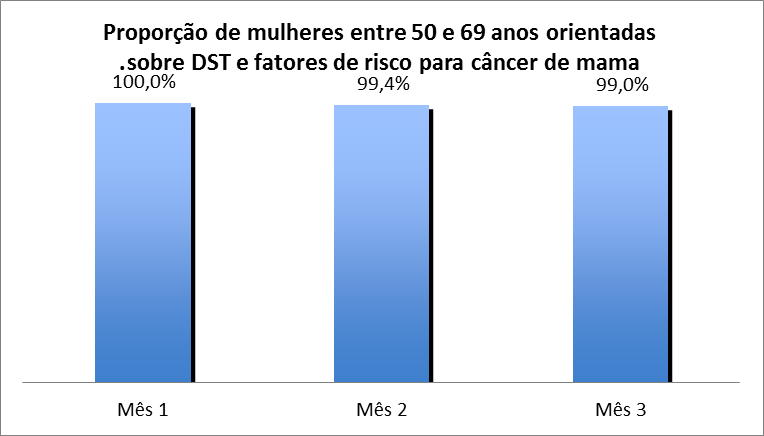 Proporção de mulheres entre 50 e 69 anos orientadas
.sobre DST e fatores de risco para câncer de mama
100,0%
99,4%
99,0%
Mês 1
Mês 2
Mês 3